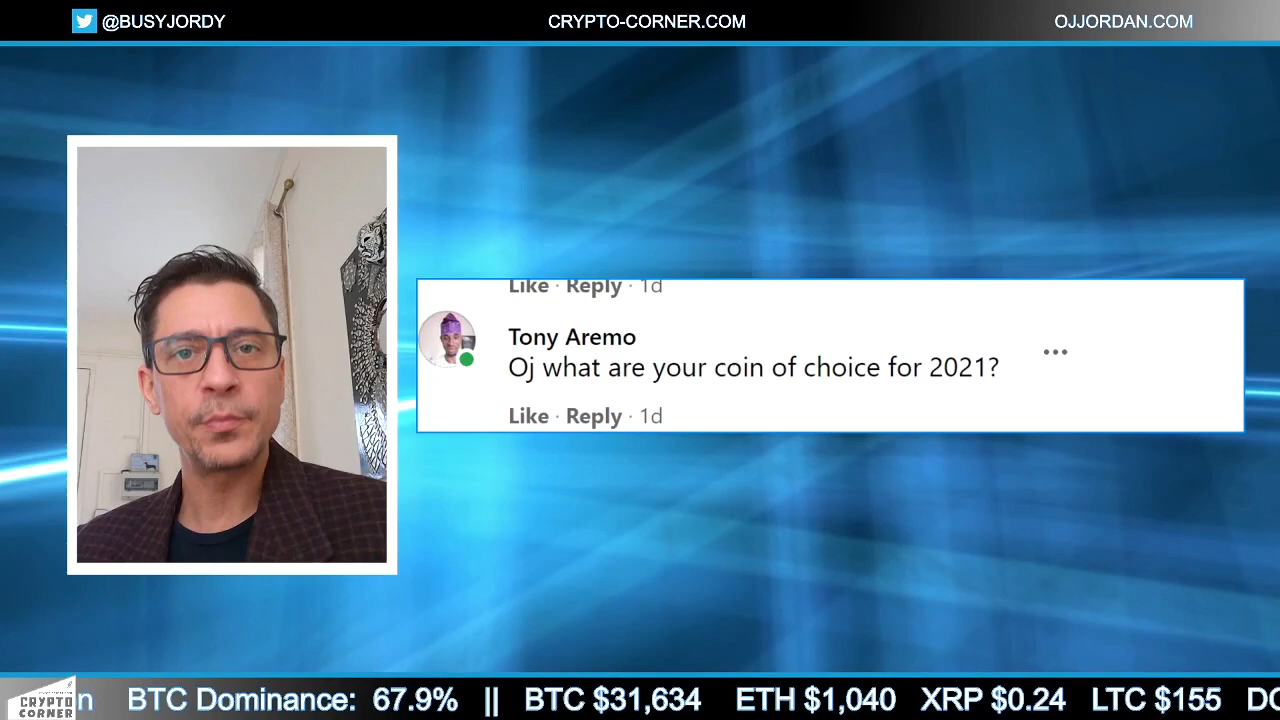 @BUSYJORDY
CRYPTO-CORNER.COM
OJJORDAN.COM
Like · Reply · 1d
Tony Aremo
Oj what are your coin of choice for 2021?
Like · Reply · 1d
CRYPTO
CORNER
n BTC Dominance: 67.9% || BTC $31,634 ETH $1,040 XRP $0.24 LTC $155 DO